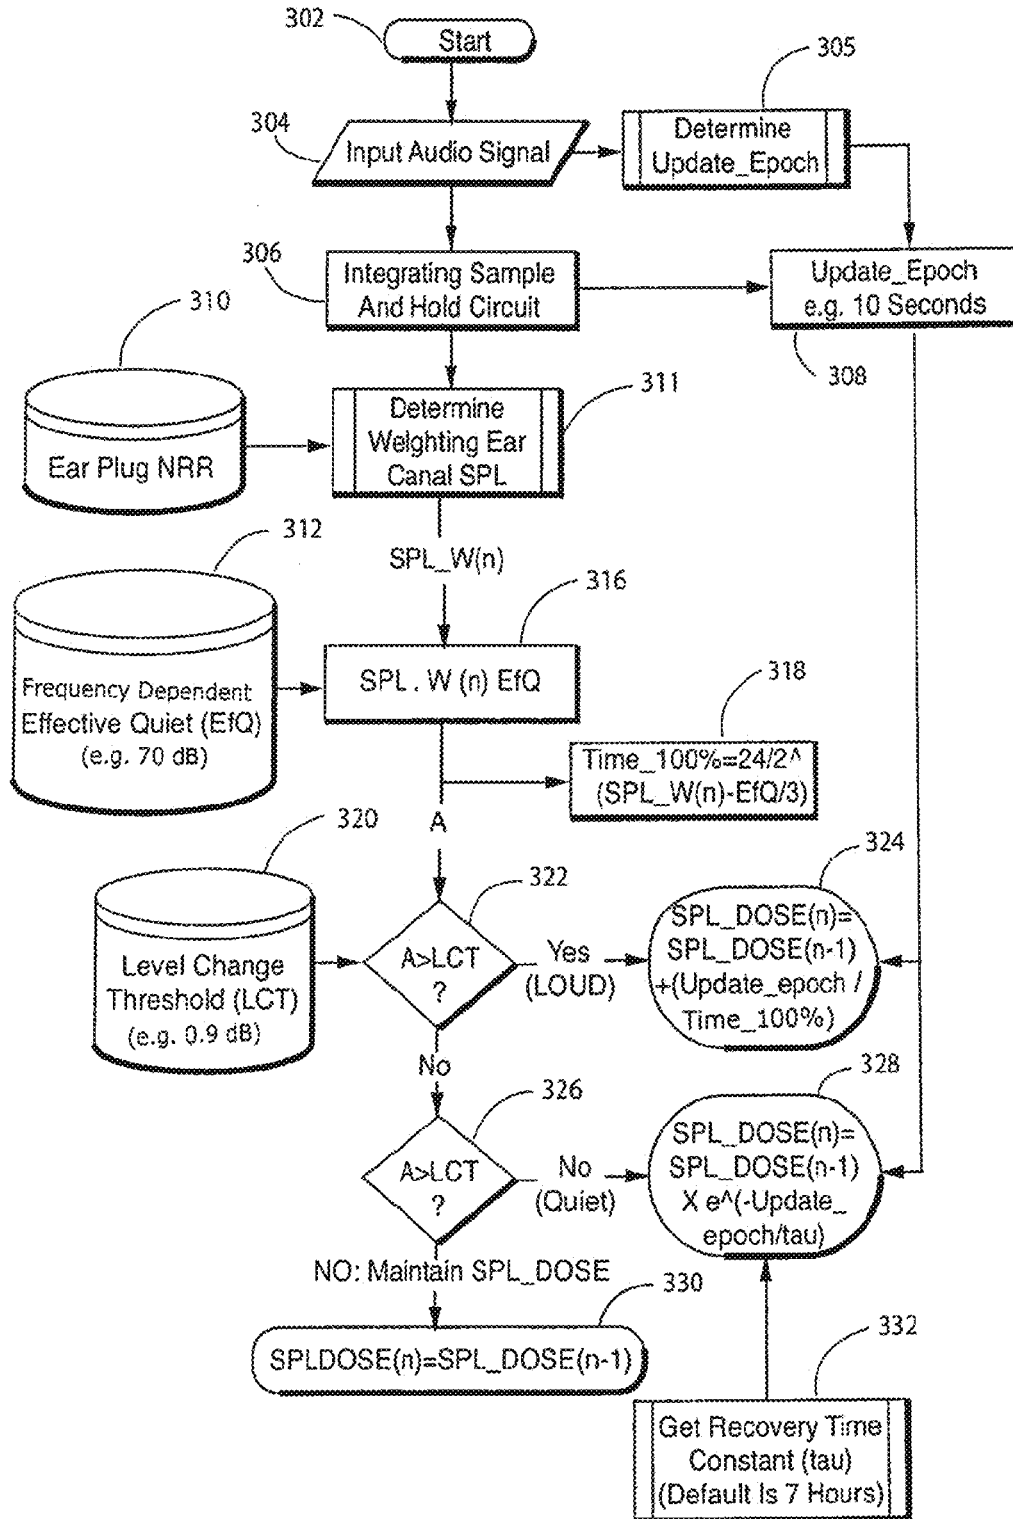 302
Start
305
304
Input Audio Signal
Determine
Update_Epoch
306
Integrating Sample
And Hold Circuit
Update_Epoch
e.g. 10 Seconds
308
310
Ear Plug NRR
311
Determine
Welghting Ear
Canal SPL
312
SPL_W(n)
316
Frequency Dependent
Effective Quiet (EfQ)
(e.g. 70 dB)
SPL . W (n) EfQ
318
Time_100%=24/2^
(SPL_W(n)-EfQ/3)
A
320
Level Change
Threshold (LCT)
(e.g. 0.9 dB)
322
A>LCT
?
Yes
(LOUD)
324
SPL_DOSE(n)=
SPL_DOSE(n-1)
+(Update_epoch /
Time_100%)
No
326
A>LCT
?
No
(Quiet)
328
SPL_DOSE(n)=
SPL_DOSE(n-1)
X e^(-Update_
epoch/tau)
NO: Maintain SPL_DOSE
330
SPLDOSE(n)=SPL_DOSE(n-1)
332
Get Recovery Time
Constant (tau)
(Default Is 7 Hours)